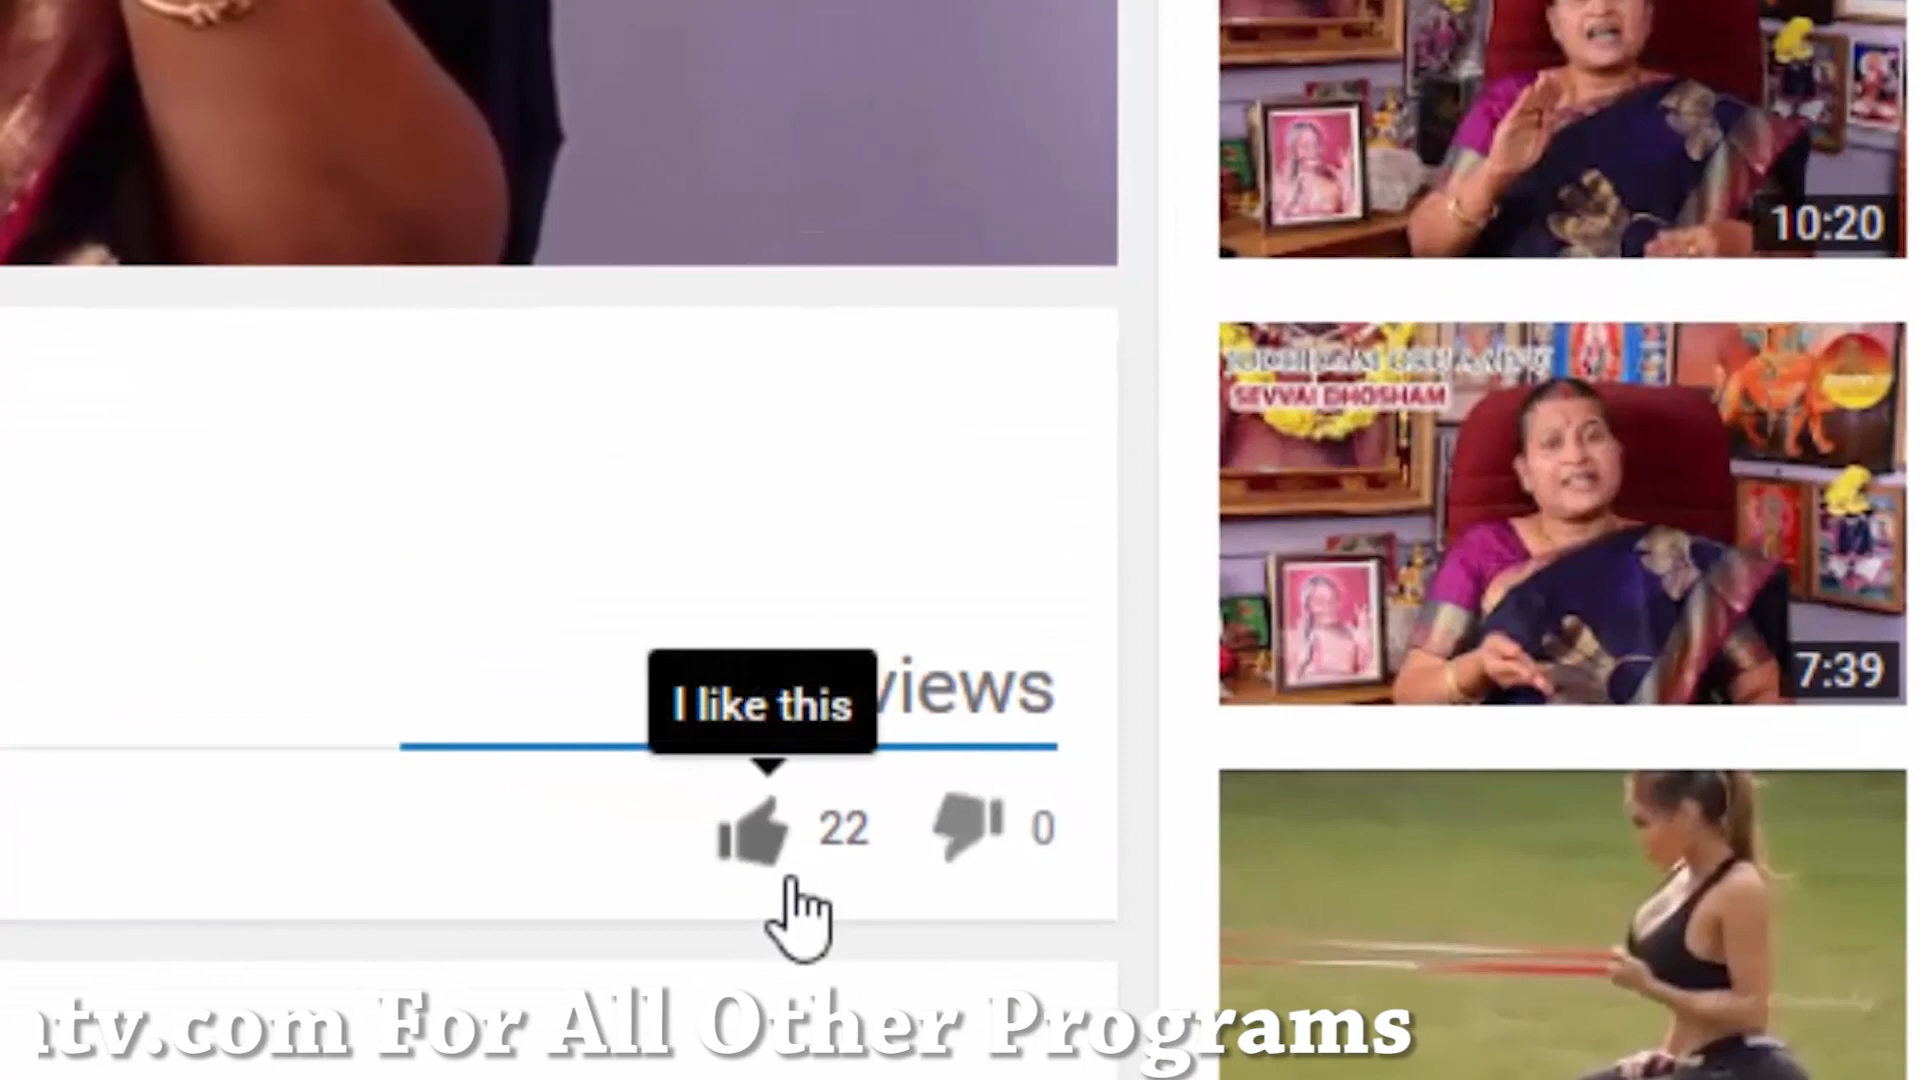 10:20
SEVVAI DHOSHAM
7:39
views
I like this
22
0
tv.com For All Other Programs